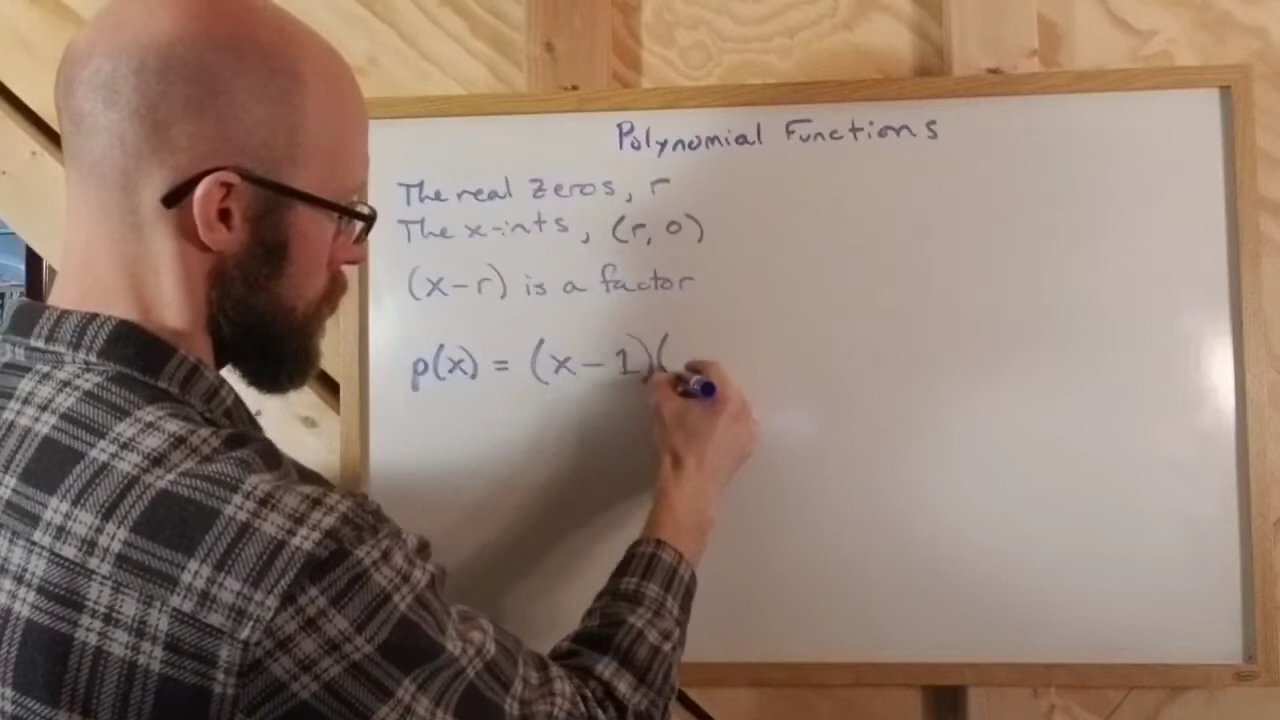 Polynomial Functions
The real zeros, r
The x-ints, (r, 0)
(x-r) is a factor
p(x) = (x-1)(